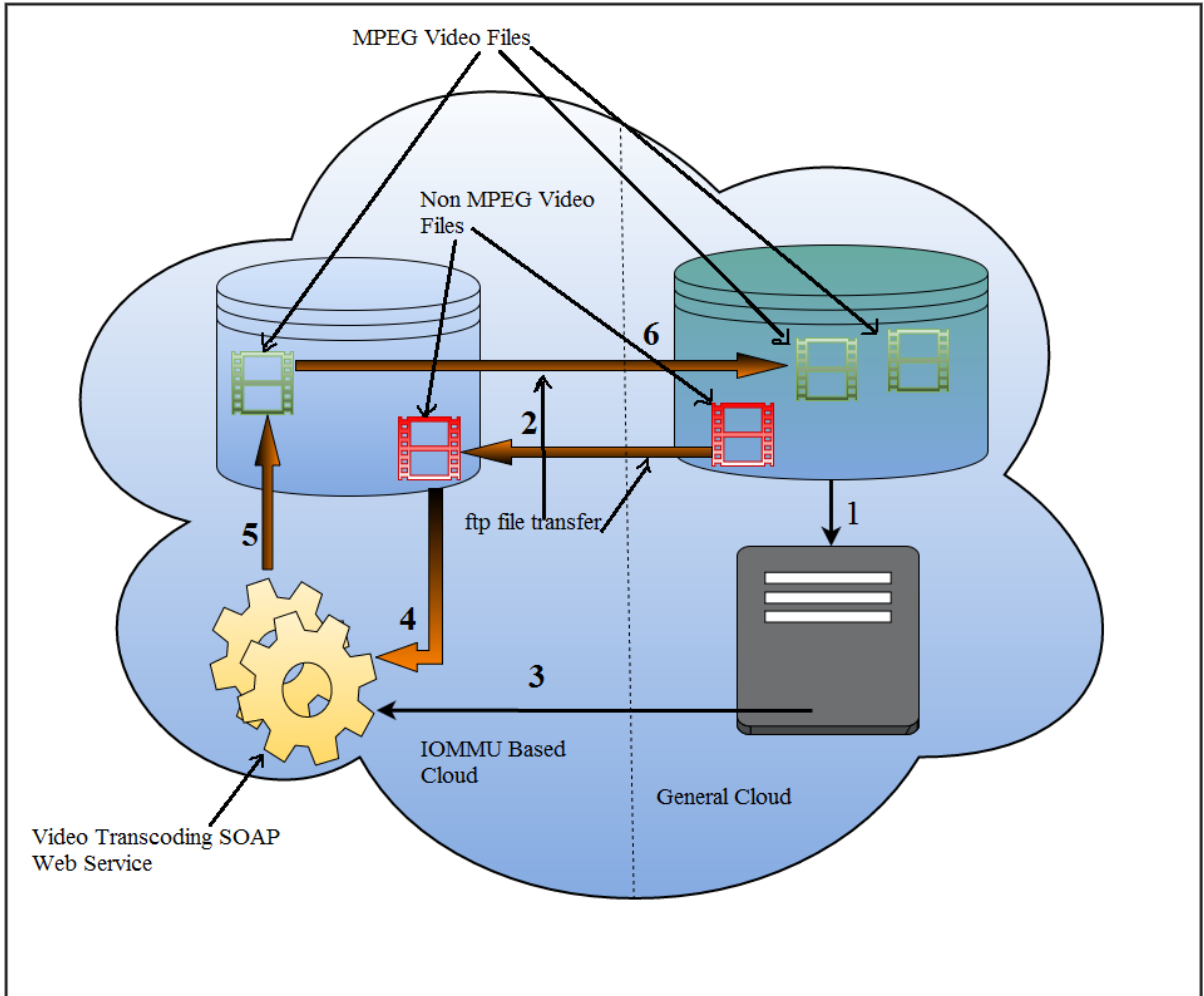 MPEG Video Files
Non MPEG Video
Files
6
2
ftp file transfer
1
5
4
3
IOMMU Based
Cloud
General Cloud
Video Transcoding SOAP
Web Service